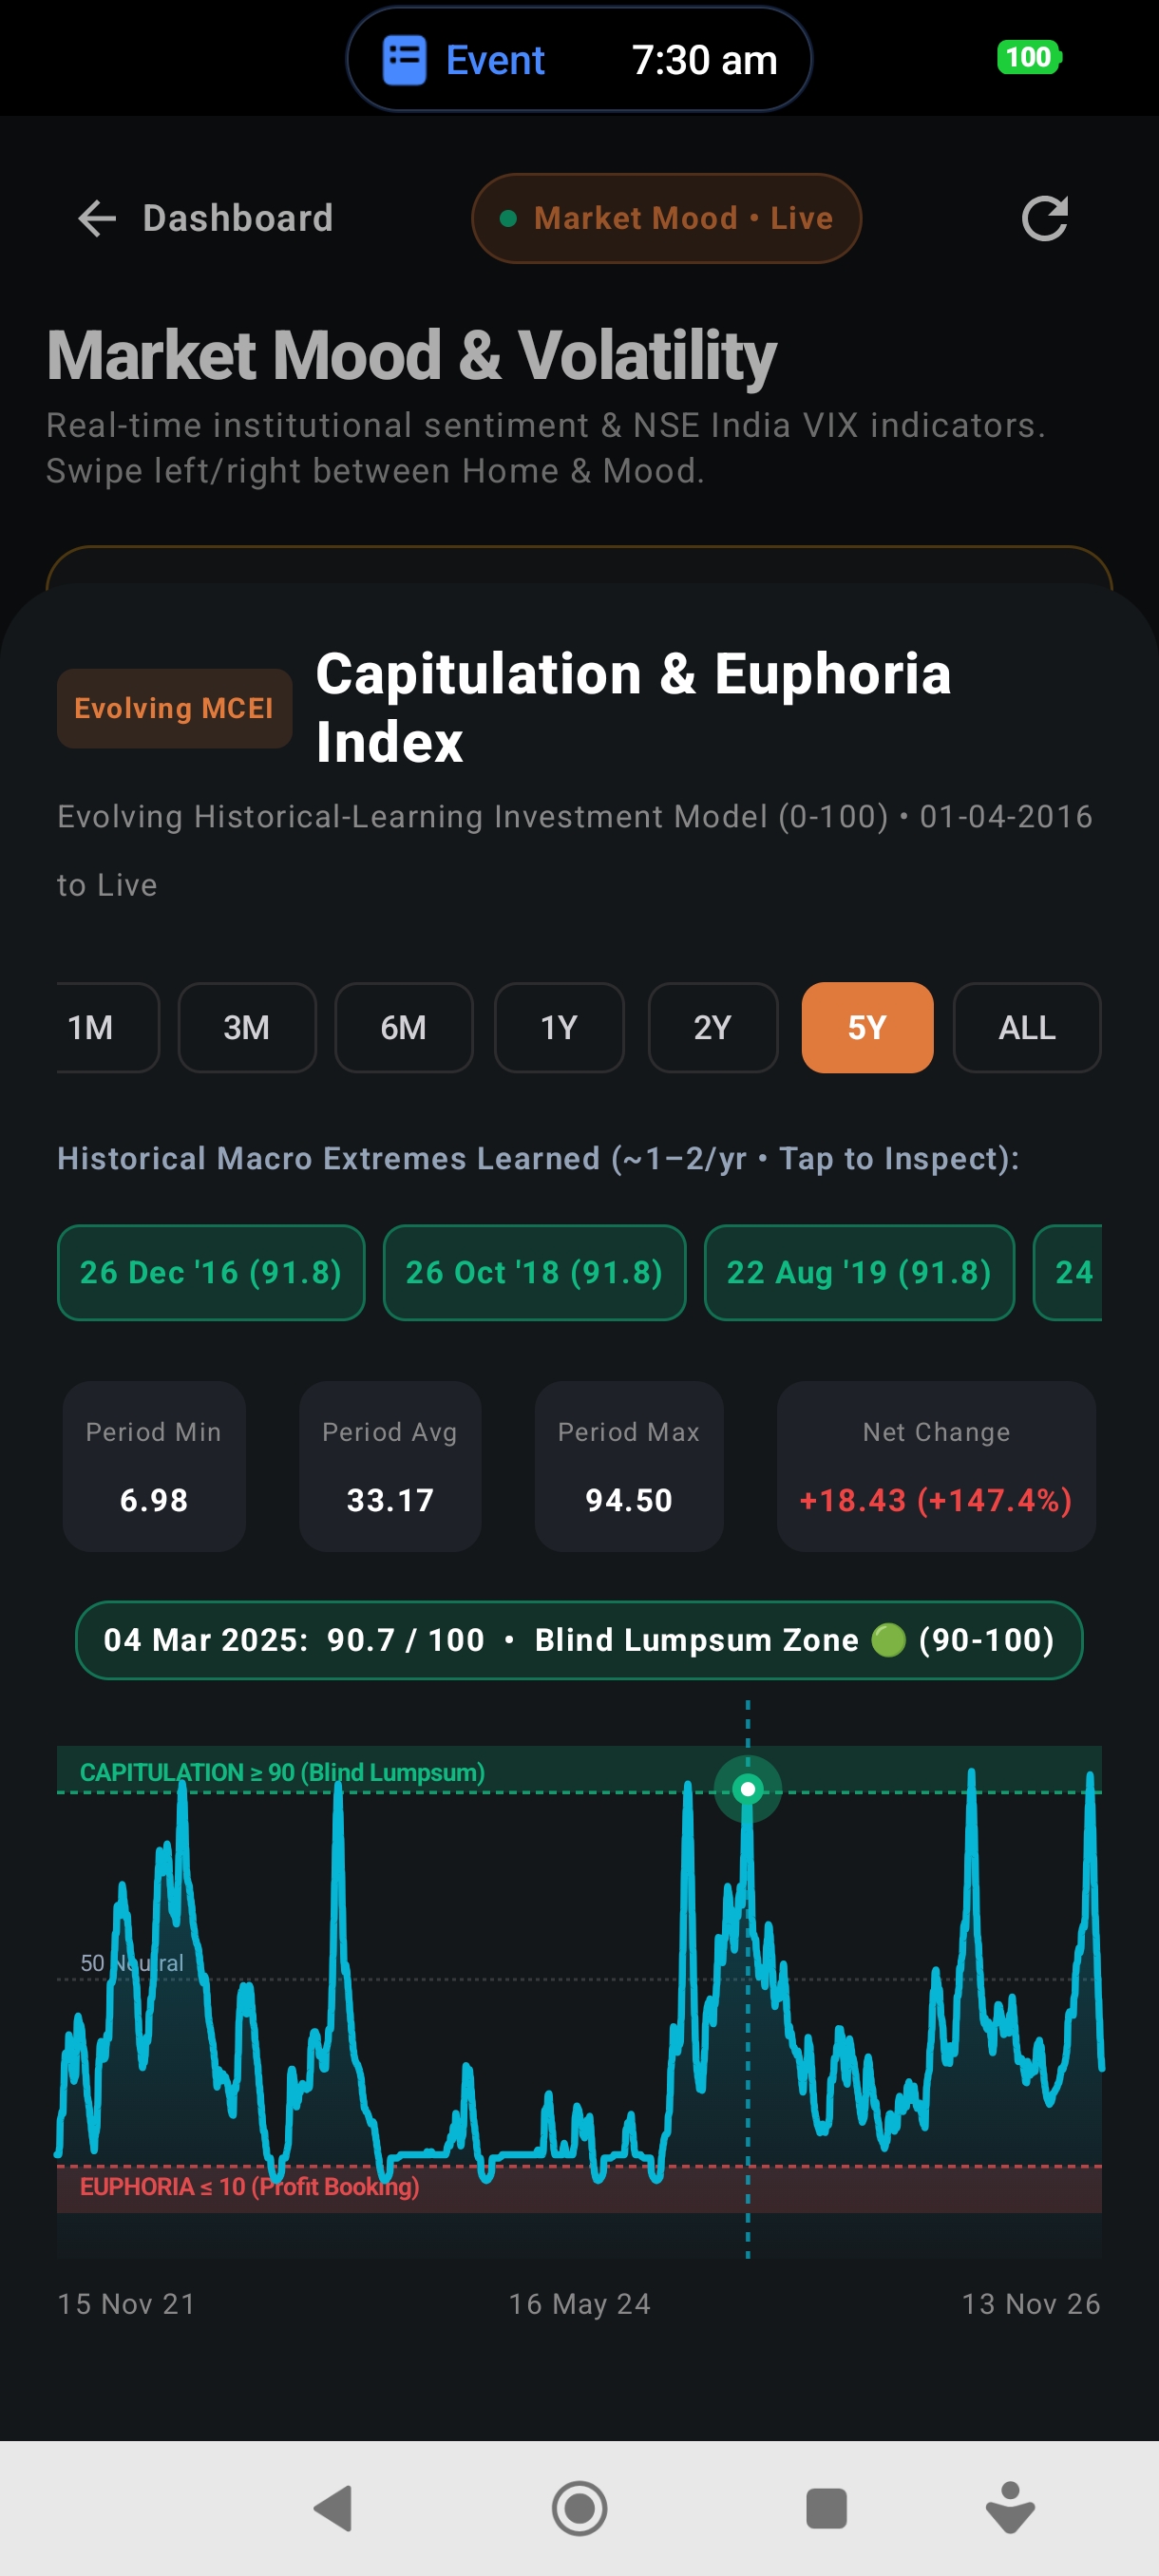 Event 7:30 am 100
Dashboard Market Mood • Live
Market Mood & Volatility
Real-time institutional sentiment & NSE India VIX indicators.
Swipe left/right between Home & Mood.
Evolving MCEI
Capitulation & Euphoria
Index
Evolving Historical-Learning Investment Model (0-100) • 01-04-2016
to Live
1M 3M 6M 1Y 2Y 5Y ALL
Historical Macro Extremes Learned (~1–2/yr • Tap to Inspect):
26 Dec '16 (91.8) 26 Oct '18 (91.8) 22 Aug '19 (91.8) 24
Period Min Period Avg Period Max Net Change
6.98 33.17 94.50 +18.43 (+147.4%)
04 Mar 2025: 90.7 / 100 • Blind Lumpsum Zone 🟢 (90-100)
CAPITULATION ≥ 90 (Blind Lumpsum)
50 Neutral
EUPHORIA ≤ 10 (Profit Booking)
15 Nov 21 16 May 24 13 Nov 26